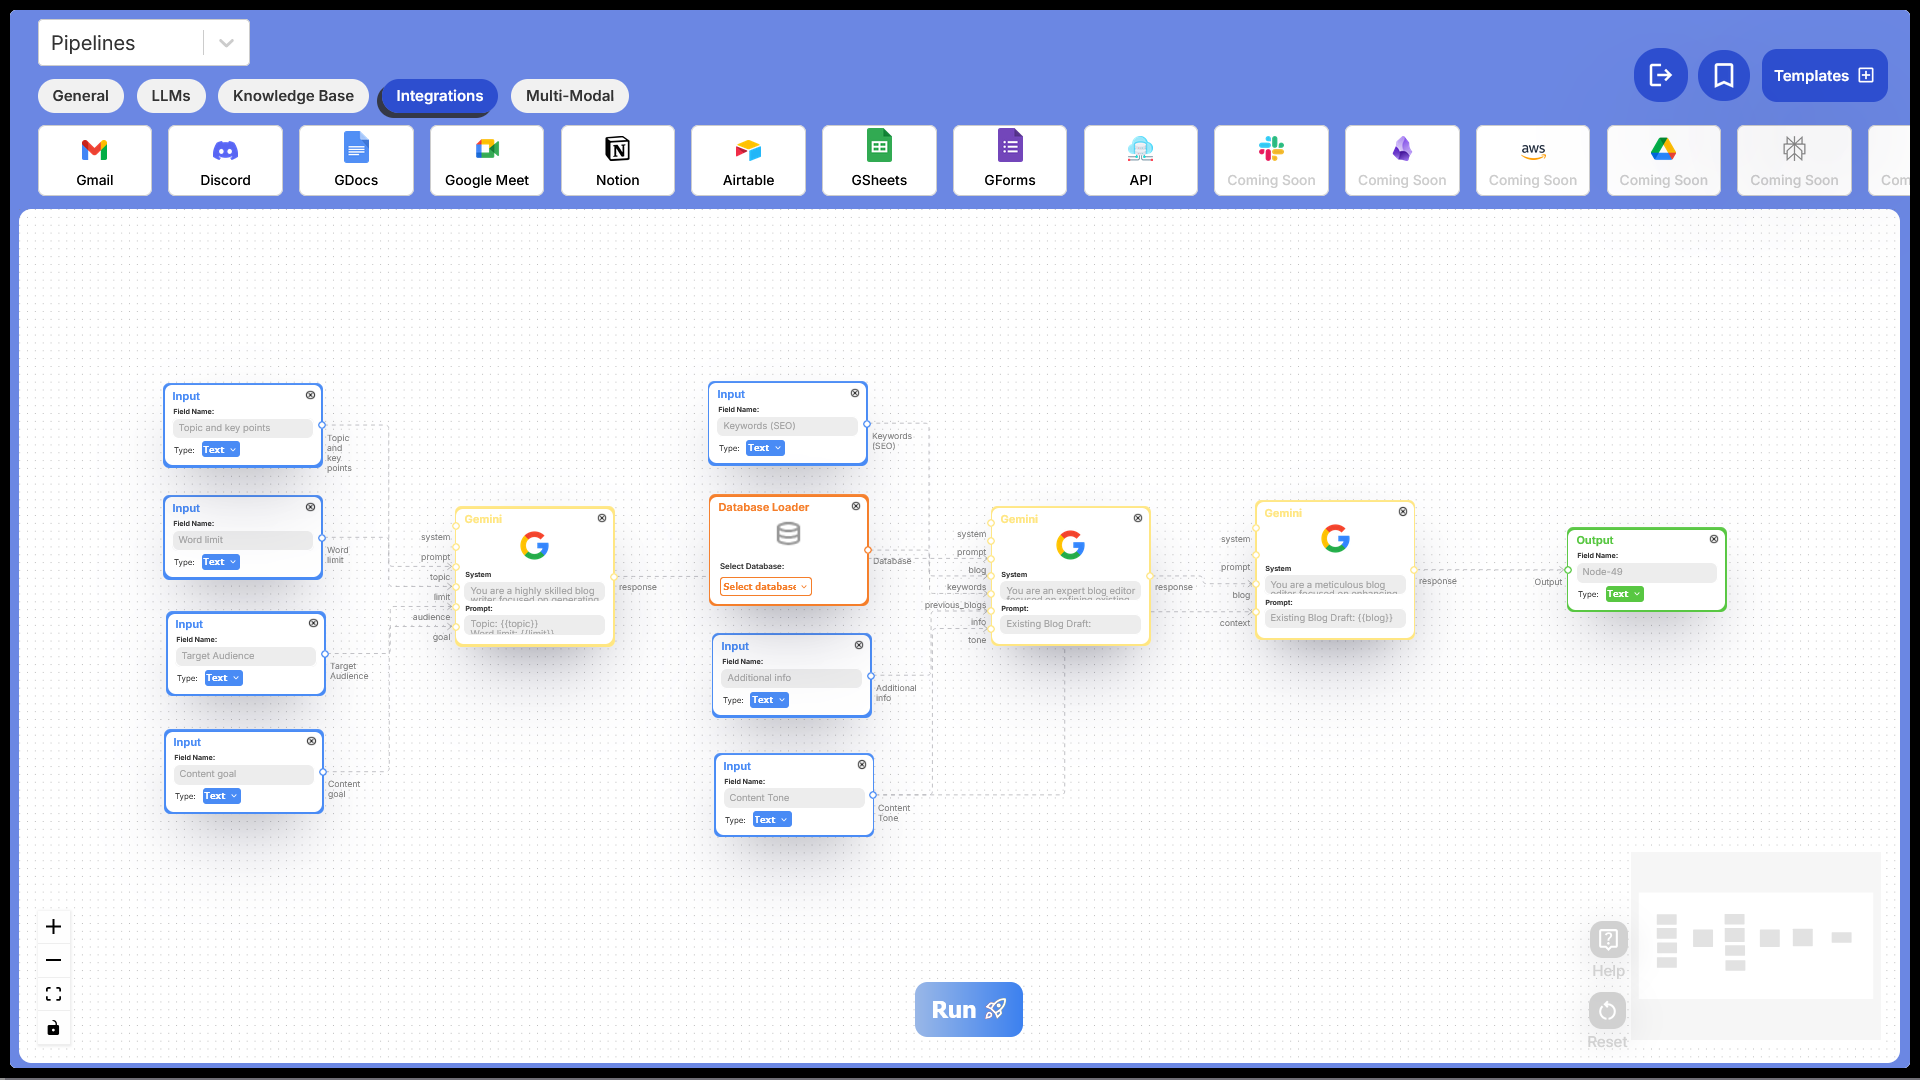 Pipelines
General
LLMs
Knowledge Base
Integrations
Multi-Modal
Templates
Gmail
Discord
GDocs
Google Meet
Notion
Airtable
GSheets
GForms
API
Coming Soon
Coming Soon
aws
Coming Soon
Coming Soon
Coming Soon
Com
Input
Field Name:
Topic and key points
Type: Text
Topic
and
key
points
Input
Field Name:
Word limit
Type: Text
Word
limit
Input
Field Name:
Target Audience
Type: Text
Target
Audience
Input
Field Name:
Content goal
Type: Text
Content
goal
system
prompt
topic
limit
audience
goal
Gemini
System
You are a highly skilled blog
writer focused on generating
Prompt:
Topic: {{topic}}
Word limit: {{limit}}
response
Input
Field Name:
Keywords (SEO)
Type: Text
Keywords
(SEO)
Database Loader
Select Database:
Select database
Database
Input
Field Name:
Additional info
Type: Text
Additional
info
Input
Field Name:
Content Tone
Type: Text
Content
Tone
system
prompt
blog
keywords
previous_blogs
info
tone
Gemini
System
You are an expert blog editor
focused on refining existing
Prompt:
Existing Blog Draft:
response
system
prompt
blog
context
Gemini
System
You are a meticulous blog
editor focused on enhancing
Prompt:
Existing Blog Draft: {{blog}}
response
Output
Output
Field Name:
Node-49
Type: Text
Run
Help
Reset